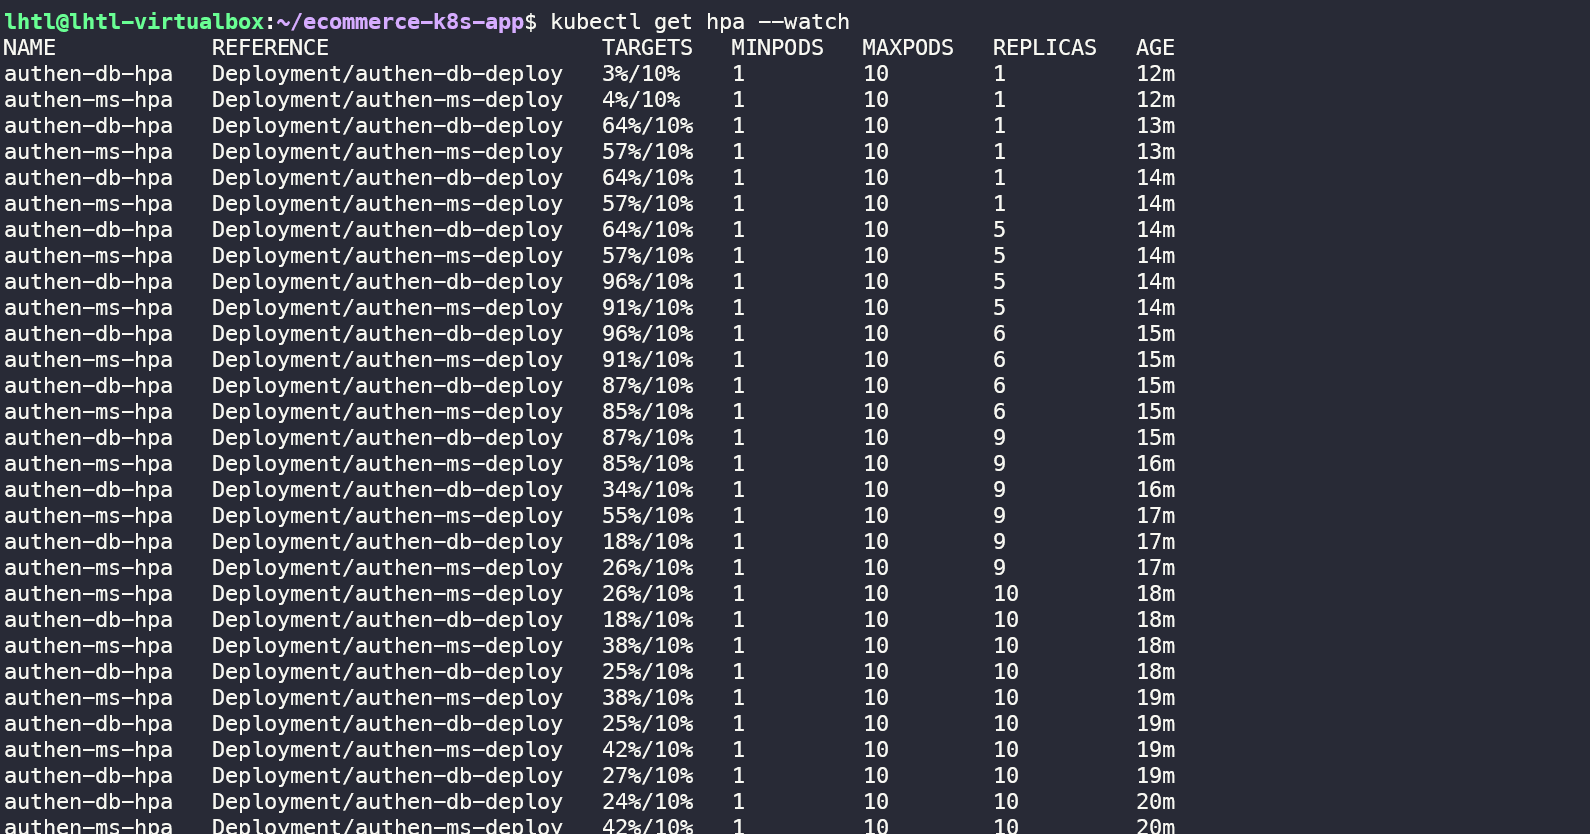 lhtl@lhtl-virtualbox:~/ecommerce-k8s-app$ kubectl get hpa --watch
NAME            REFERENCE                     TARGETS   MINPODS   MAXPODS   REPLICAS   AGE
authen-db-hpa   Deployment/authen-db-deploy   3%/10%    1         10        1          12m
authen-ms-hpa   Deployment/authen-ms-deploy   4%/10%    1         10        1          12m
authen-db-hpa   Deployment/authen-db-deploy   64%/10%   1         10        1          13m
authen-ms-hpa   Deployment/authen-ms-deploy   57%/10%   1         10        1          13m
authen-db-hpa   Deployment/authen-db-deploy   64%/10%   1         10        1          14m
authen-ms-hpa   Deployment/authen-ms-deploy   57%/10%   1         10        1          14m
authen-db-hpa   Deployment/authen-db-deploy   64%/10%   1         10        5          14m
authen-ms-hpa   Deployment/authen-ms-deploy   57%/10%   1         10        5          14m
authen-db-hpa   Deployment/authen-db-deploy   96%/10%   1         10        5          14m
authen-ms-hpa   Deployment/authen-ms-deploy   91%/10%   1         10        5          14m
authen-db-hpa   Deployment/authen-db-deploy   96%/10%   1         10        6          15m
authen-ms-hpa   Deployment/authen-ms-deploy   91%/10%   1         10        6          15m
authen-db-hpa   Deployment/authen-db-deploy   87%/10%   1         10        6          15m
authen-ms-hpa   Deployment/authen-ms-deploy   85%/10%   1         10        6          15m
authen-db-hpa   Deployment/authen-db-deploy   87%/10%   1         10        9          15m
authen-ms-hpa   Deployment/authen-ms-deploy   85%/10%   1         10        9          16m
authen-db-hpa   Deployment/authen-db-deploy   34%/10%   1         10        9          16m
authen-ms-hpa   Deployment/authen-ms-deploy   55%/10%   1         10        9          17m
authen-db-hpa   Deployment/authen-db-deploy   18%/10%   1         10        9          17m
authen-ms-hpa   Deployment/authen-ms-deploy   26%/10%   1         10        9          17m
authen-ms-hpa   Deployment/authen-ms-deploy   26%/10%   1         10        10         18m
authen-db-hpa   Deployment/authen-db-deploy   18%/10%   1         10        10         18m
authen-ms-hpa   Deployment/authen-ms-deploy   38%/10%   1         10        10         18m
authen-db-hpa   Deployment/authen-db-deploy   25%/10%   1         10        10         18m
authen-ms-hpa   Deployment/authen-ms-deploy   38%/10%   1         10        10         19m
authen-db-hpa   Deployment/authen-db-deploy   25%/10%   1         10        10         19m
authen-ms-hpa   Deployment/authen-ms-deploy   42%/10%   1         10        10         19m
authen-db-hpa   Deployment/authen-db-deploy   27%/10%   1         10        10         19m
authen-db-hpa   Deployment/authen-db-deploy   24%/10%   1         10        10         20m
authen-ms-hpa   Deployment/authen-ms-deploy   42%/10%   1         10        10         20m